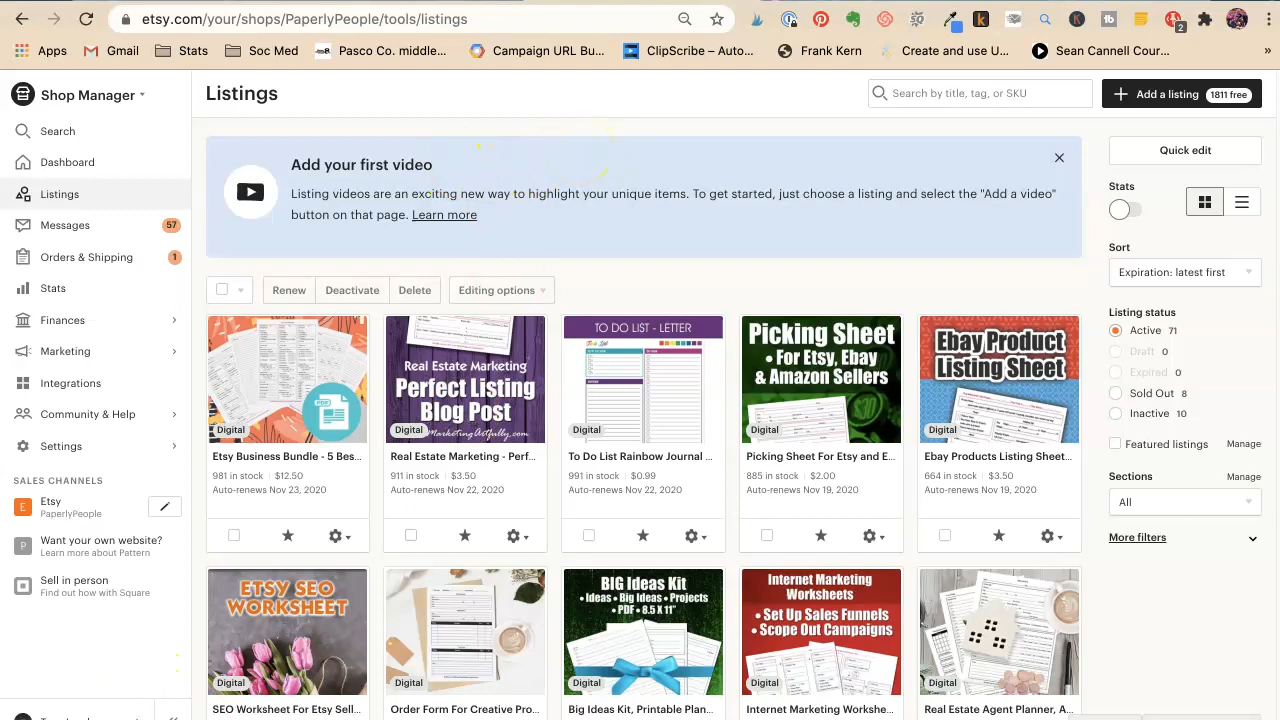 etsy.com/your/shops/PaperlyPeople/tools/listings
2
Apps
Gmail
Stats
Soc Med
Pasco Co. middle...
Campaign URL Bu...
ClipScribe – Auto...
Frank Kern
Create and use U...
Sean Cannell Cour...
»
Shop Manager
Search
Dashboard
Listings
Messages 57
Orders & Shipping 1
Stats
Finances
Marketing
Integrations
Community & Help
Settings
SALES CHANNELS
E
Etsy
PaperlyPeople
P
Want your own website?
Learn more about Pattern
Sell in person
Find out how with Square
Listings
Search by title, tag, or SKU
Add a listing 1811 free
Add your first video
Listing videos are an exciting new way to highlight your unique items. To get started, just choose a listing and select the "Add a video"
button on that page. Learn more
Renew
Deactivate
Delete
Editing options
PDF
Digital
Etsy Business Bundle - 5 Bes...
981 in stock $12.50
Auto-renews Nov 23, 2020
Real Estate Marketing
Perfect Listing
Blog Post
MarketingArtfully.com
Digital
Real Estate Marketing - Perf...
911 in stock $3.50
Auto-renews Nov 22, 2020
TO DO LIST - LETTER
Digital
To Do List Rainbow Journal ...
991 in stock $0.99
Auto-renews Nov 22, 2020
Picking Sheet
• For Etsy, Ebay
& Amazon Sellers
Digital
Picking Sheet For Etsy and E...
885 in stock $2.00
Auto-renews Nov 19, 2020
Ebay Product
Listing Sheet
Digital
Ebay Products Listing Sheet...
664 in stock $3.50
Auto-renews Nov 19, 2020
ETSY SEO
WORKSHEET
Digital
SEO Worksheet For Etsy Sell...
Digital
Order Form For Creative Pro...
BIG Ideas Kit
• Ideas • Big Ideas • Projects
• PDF • 8.5 X 11"
Digital
Big Ideas Kit, Printable Plan...
Internet Marketing
Worksheets
• Set Up Sales Funnels
• Scope Out Campaigns
Digital
Internet Marketing Workshe...
Digital
Real Estate Agent Planner, A...
Quick edit
Stats
Sort
Expiration: latest first
Listing status
Active 71
Draft 0
Expired 0
Sold Out 8
Inactive 10
Featured listings Manage
Sections Manage
All
More filters